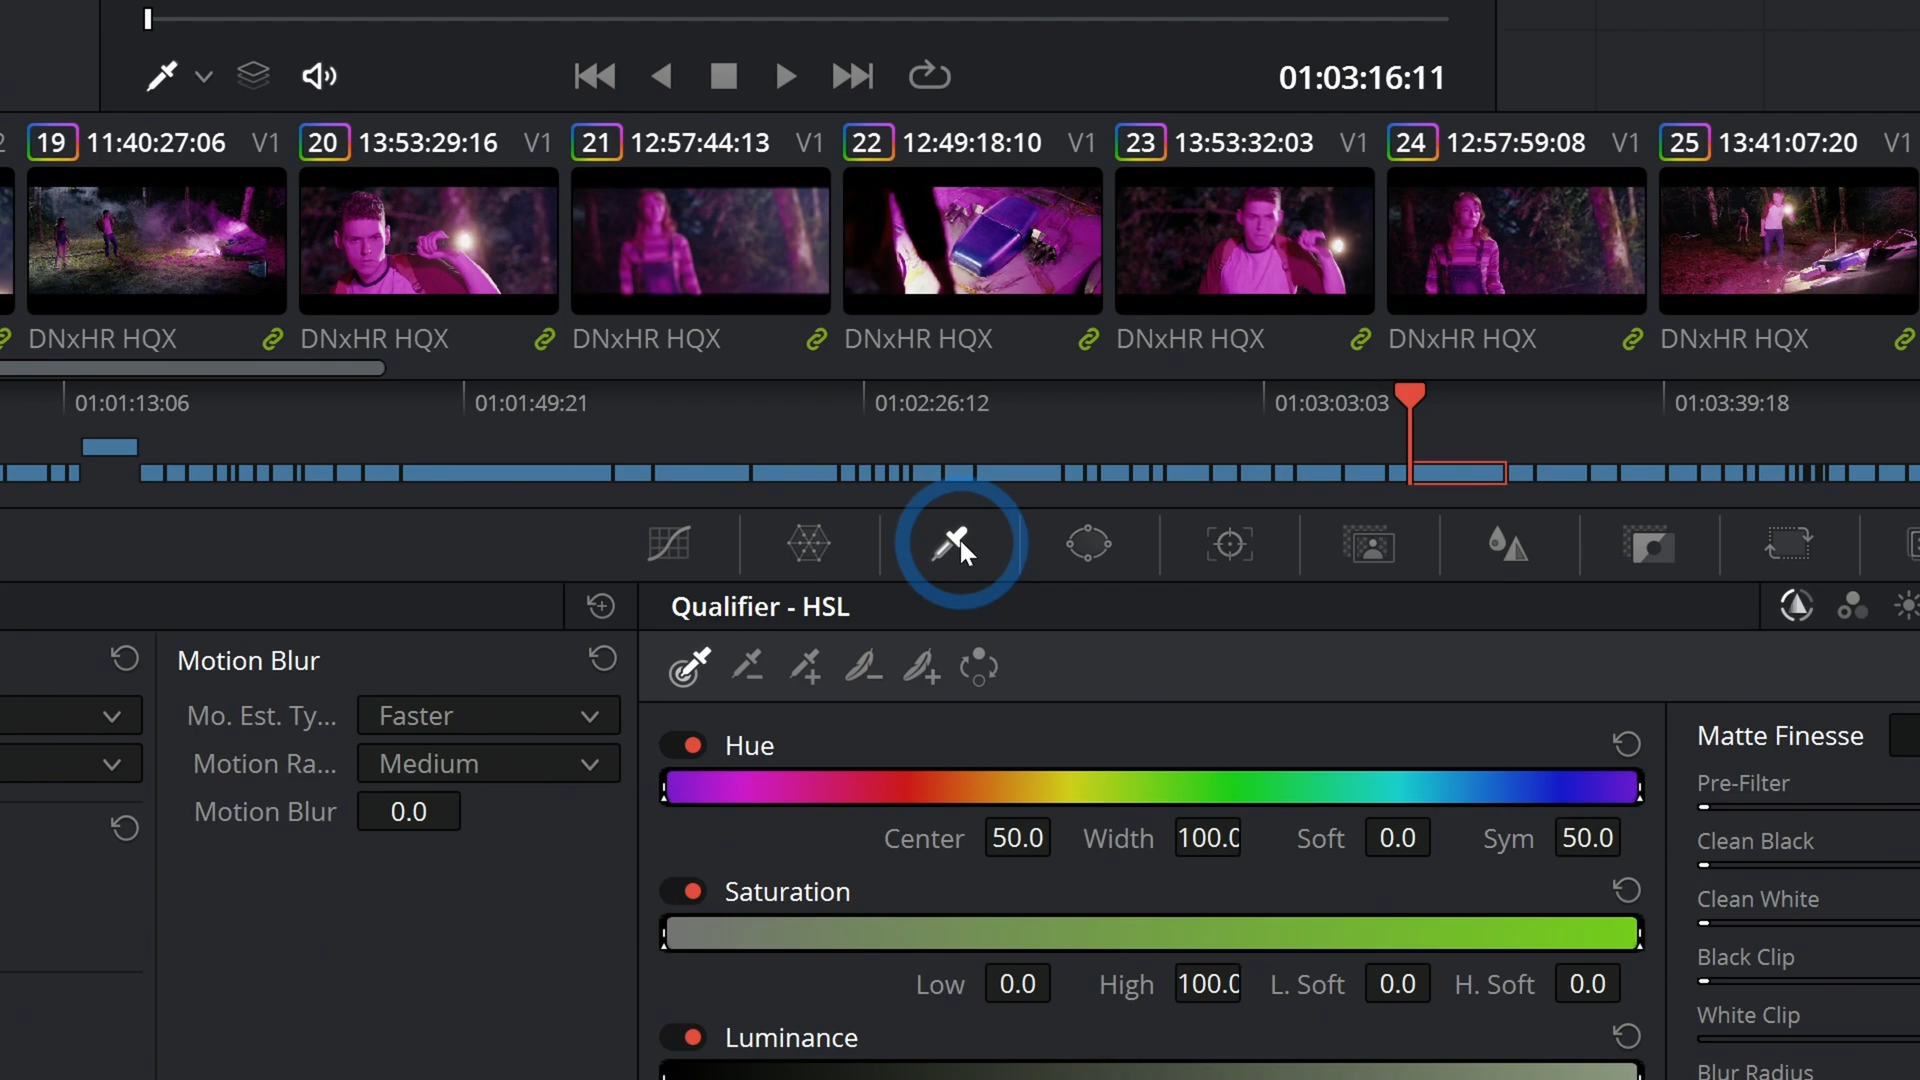 01:03:16:11
2 19 11:40:27:06 V1 20 13:53:29:16 V1 21 12:57:44:13 V1 22 12:49:18:10 V1 23 13:53:32:03 V1 24 12:57:59:08 V1 25 13:41:07:20 V1
DNxHR HQX DNxHR HQX DNxHR HQX DNxHR HQX DNxHR HQX DNxHR HQX DNxHR HQX
01:01:13:06 01:01:49:21 01:02:26:12 01:03:03:03 01:03:39:18
Qualifier - HSL
Motion Blur
Mo. Est. Ty... Faster
Motion Ra... Medium
Motion Blur 0.0
Hue
Center 50.0 Width 100.0 Soft 0.0 Sym 50.0
Saturation
Low 0.0 High 100.0 L. Soft 0.0 H. Soft 0.0
Luminance
Matte Finesse
Pre-Filter
Clean Black
Clean White
Black Clip
White Clip
Blur Radius